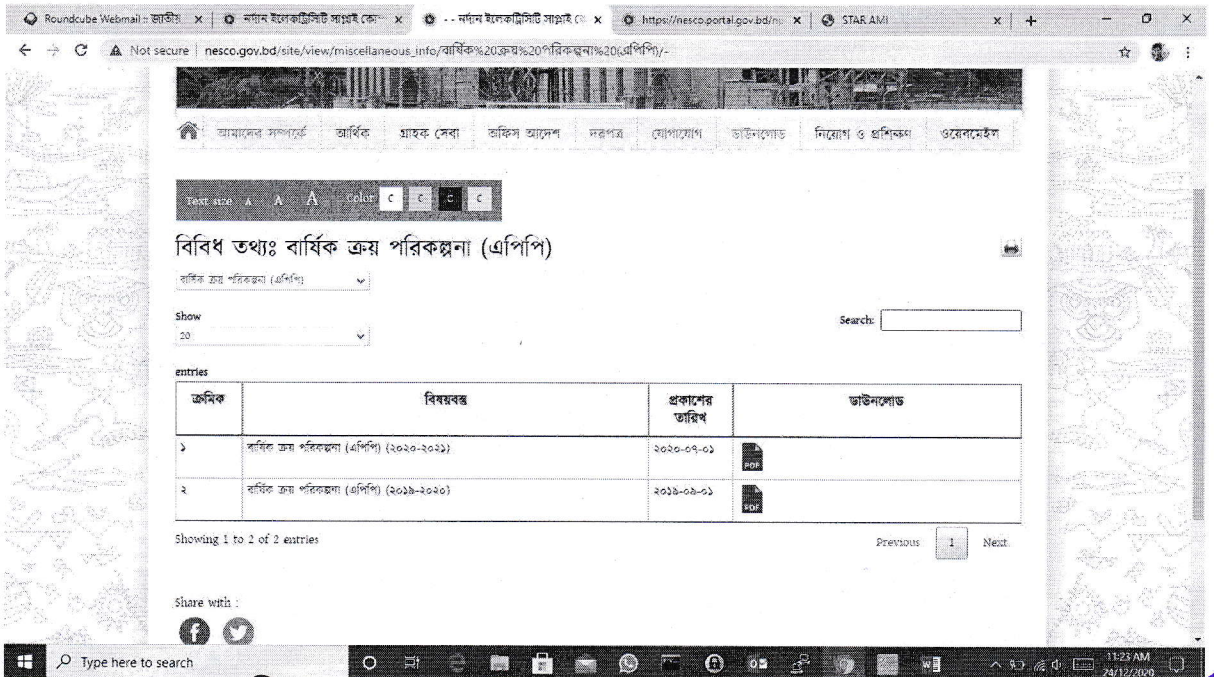 Roundcube Webmail :: জাতীয়
নর্দান ইলেকট্রিসিটি সাপ্লাই কো
- - নর্দান ইলেকট্রিসিটি সাপ্লাই কো
https://nesco.portal.gov.bd/n
STAR AMI
Not secure | nesco.gov.bd/site/view/miscellaneous_info/বার্ষিক%20ক্রয়%20পরিকল্পনা%20(এপিপি)/-
আমাদের সম্পর্কে আর্থিক গ্রাহক সেবা অফিস আদেশ দরপত্র যোগাযোগ ডাউনলোড নিয়োগ ও প্রশিক্ষণ ওয়েবমেইল
Text size A A A Color C C C C
বিবিধ তথ্যঃ বার্ষিক ক্রয় পরিকল্পনা (এপিপি)
বার্ষিক ক্রয় পরিকল্পনা (এপিপি)
Show
20
Search:
entries
ক্রমিক বিষয়বস্তু প্রকাশের তারিখ ডাউনলোড
১ বার্ষিক ক্রয় পরিকল্পনা (এপিপি) (২০২০-২০২১) ২০২০-০৭-০১ PDF
২ বার্ষিক ক্রয় পরিকল্পনা (এপিপি) (২০১৯-২০২০) ২০১৯-০৯-০১ PDF
Showing 1 to 2 of 2 entries
Previous 1 Next
Share with :
Type here to search
11:23 AM
24/12/2020